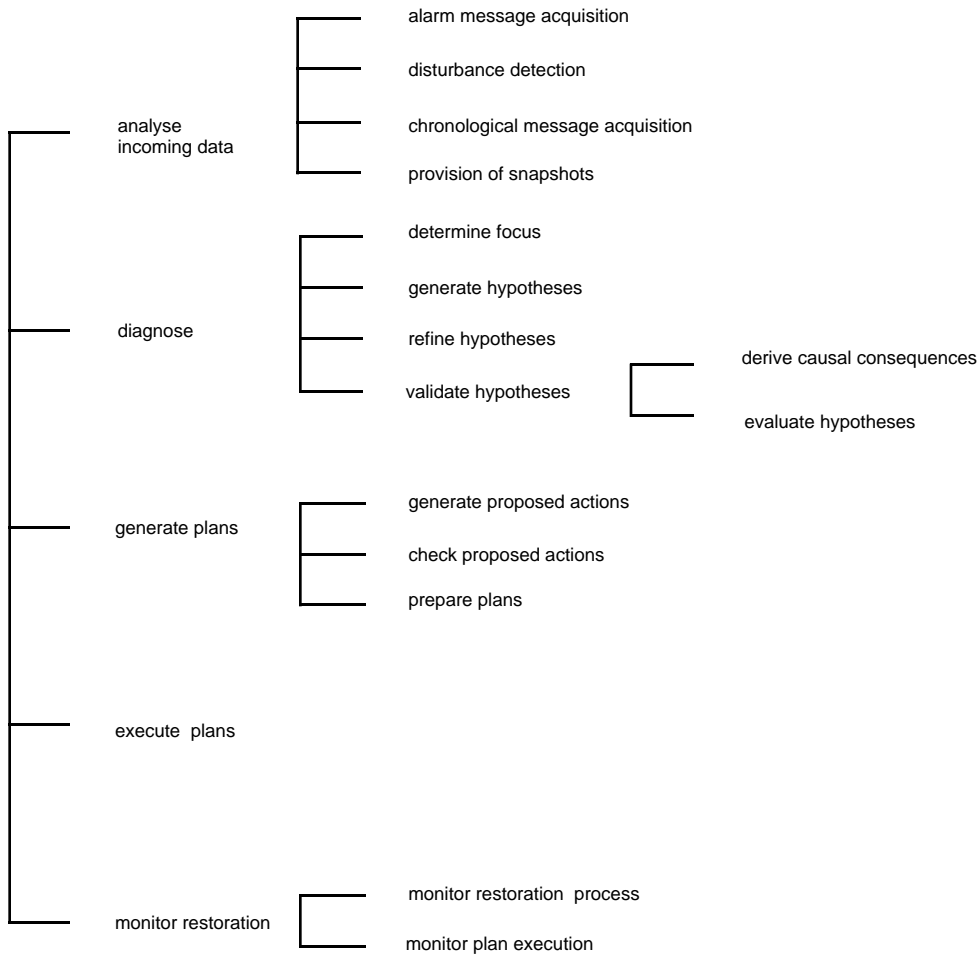 alarm message acquisition
disturbance detection
analyse
incoming data
chronological message acquisition
provision of snapshots
determine focus
generate hypotheses
diagnose
refine hypotheses
validate hypotheses
derive causal consequences
evaluate hypotheses
generate plans
generate proposed actions
check proposed actions
prepare plans
execute plans
monitor restoration
monitor restoration process
monitor plan execution